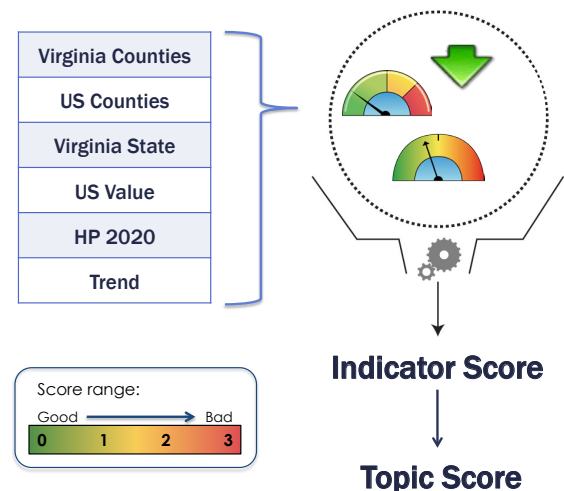 Virginia Counties
US Counties
Virginia State
US Value
HP 2020
Trend
Indicator Score
Score range:
Good Bad
0 1 2 3
Topic Score